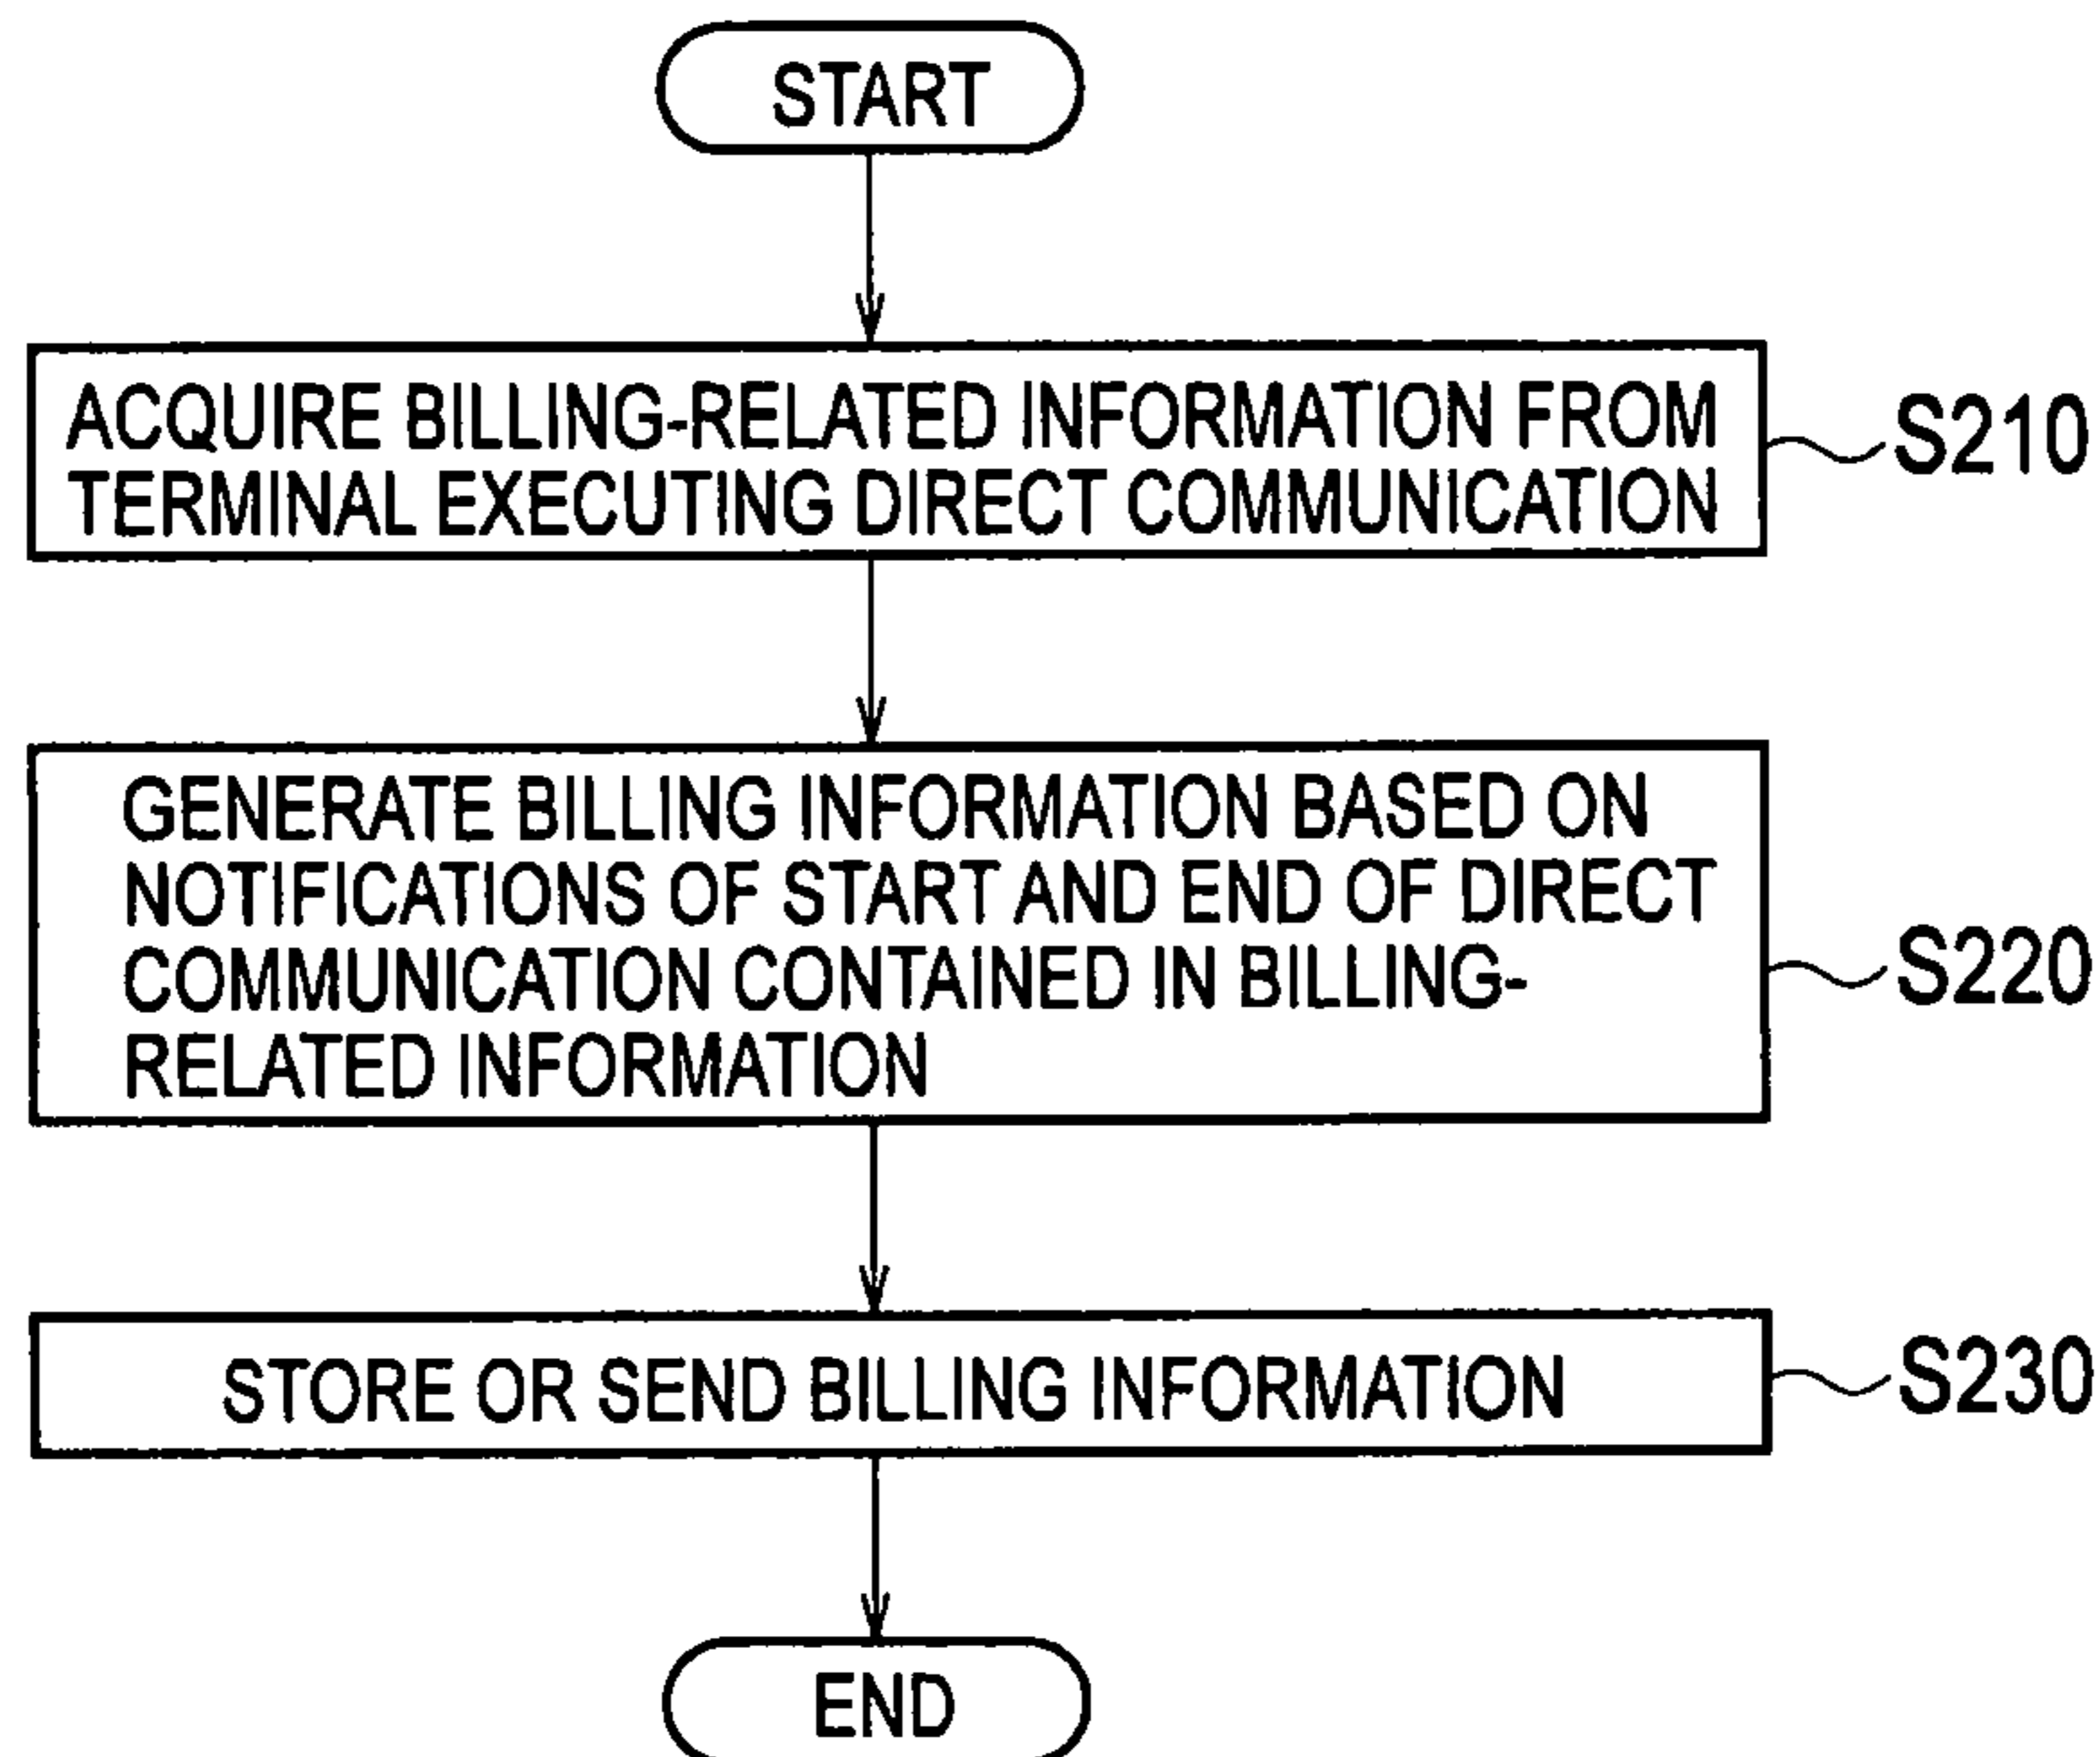 START
ACQUIRE BILLING-RELATED INFORMATION FROM
TERMINAL EXECUTING DIRECT COMMUNICATION
S210
GENERATE BILLING INFORMATION BASED ON
NOTIFICATIONS OF START AND END OF DIRECT
COMMUNICATION CONTAINED IN BILLING-
RELATED INFORMATION
S220
STORE OR SEND BILLING INFORMATION
S230
END